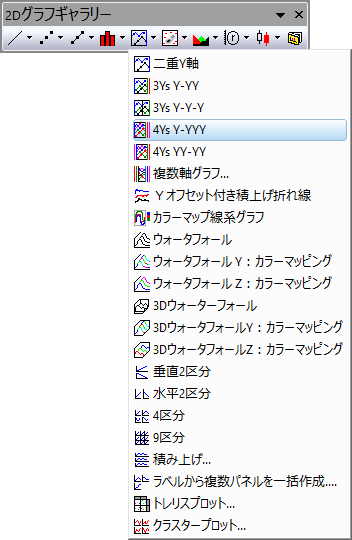 2Dグラフギャラリー
二重Y軸
3Ys Y-YY
3Ys Y-Y-Y
4Ys Y-YYY
4Ys YY-YY
複数軸グラフ...
Yオフセット付き積上げ折れ線
カラーマップ線系グラフ
ウォータフォール
ウォータフォールY：カラーマッピング
ウォータフォールZ：カラーマッピング
3Dウォーターフォール
3DウォータフォールY：カラーマッピング
3DウォータフォールZ：カラーマッピング
垂直2区分
水平2区分
4区分
9区分
積み上げ...
ラベルから複数パネルを一括作成....
トレリスプロット...
クラスタープロット...